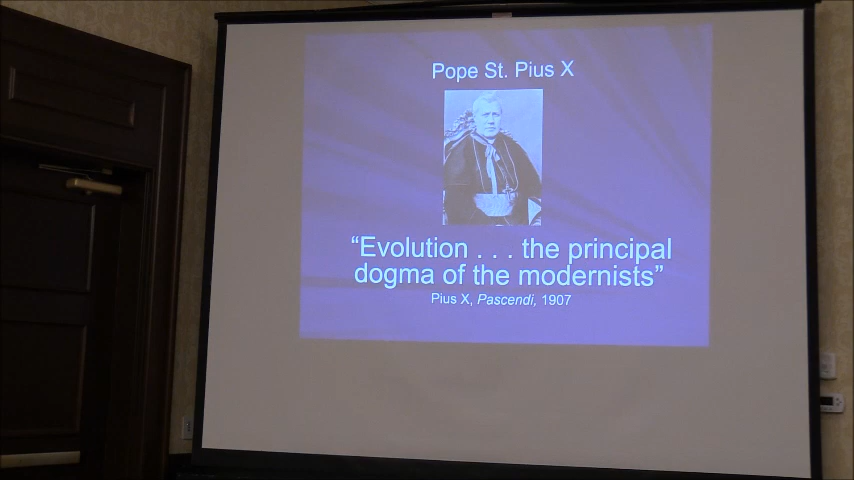 Pope St. Pius X
“Evolution . . . the principal
dogma of the modernists”
Pius X, Pascendi, 1907